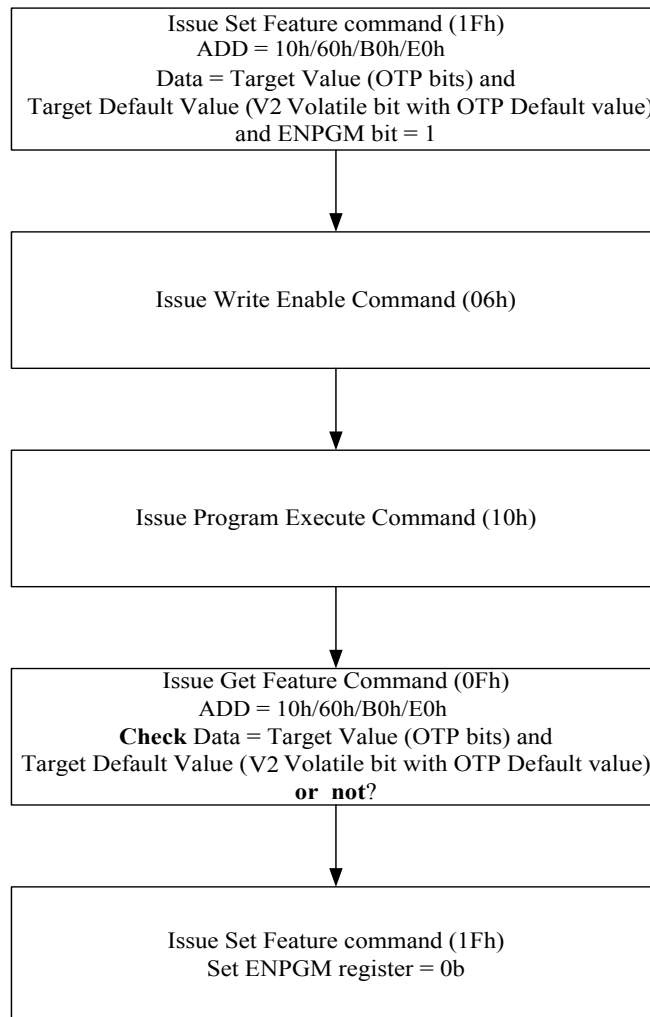 Issue Set Feature command (1Fh)
ADD = 10h/60h/B0h/E0h
Data = Target Value (OTP bits) and
Target Default Value (V2 Volatile bit with OTP Default value)
and ENPGM bit = 1
Issue Write Enable Command (06h)
Issue Program Execute Command (10h)
Issue Get Feature Command (0Fh)
ADD = 10h/60h/B0h/E0h
Check Data = Target Value (OTP bits) and
Target Default Value (V2 Volatile bit with OTP Default value)
or not?
Issue Set Feature command (1Fh)
Set ENPGM register = 0b